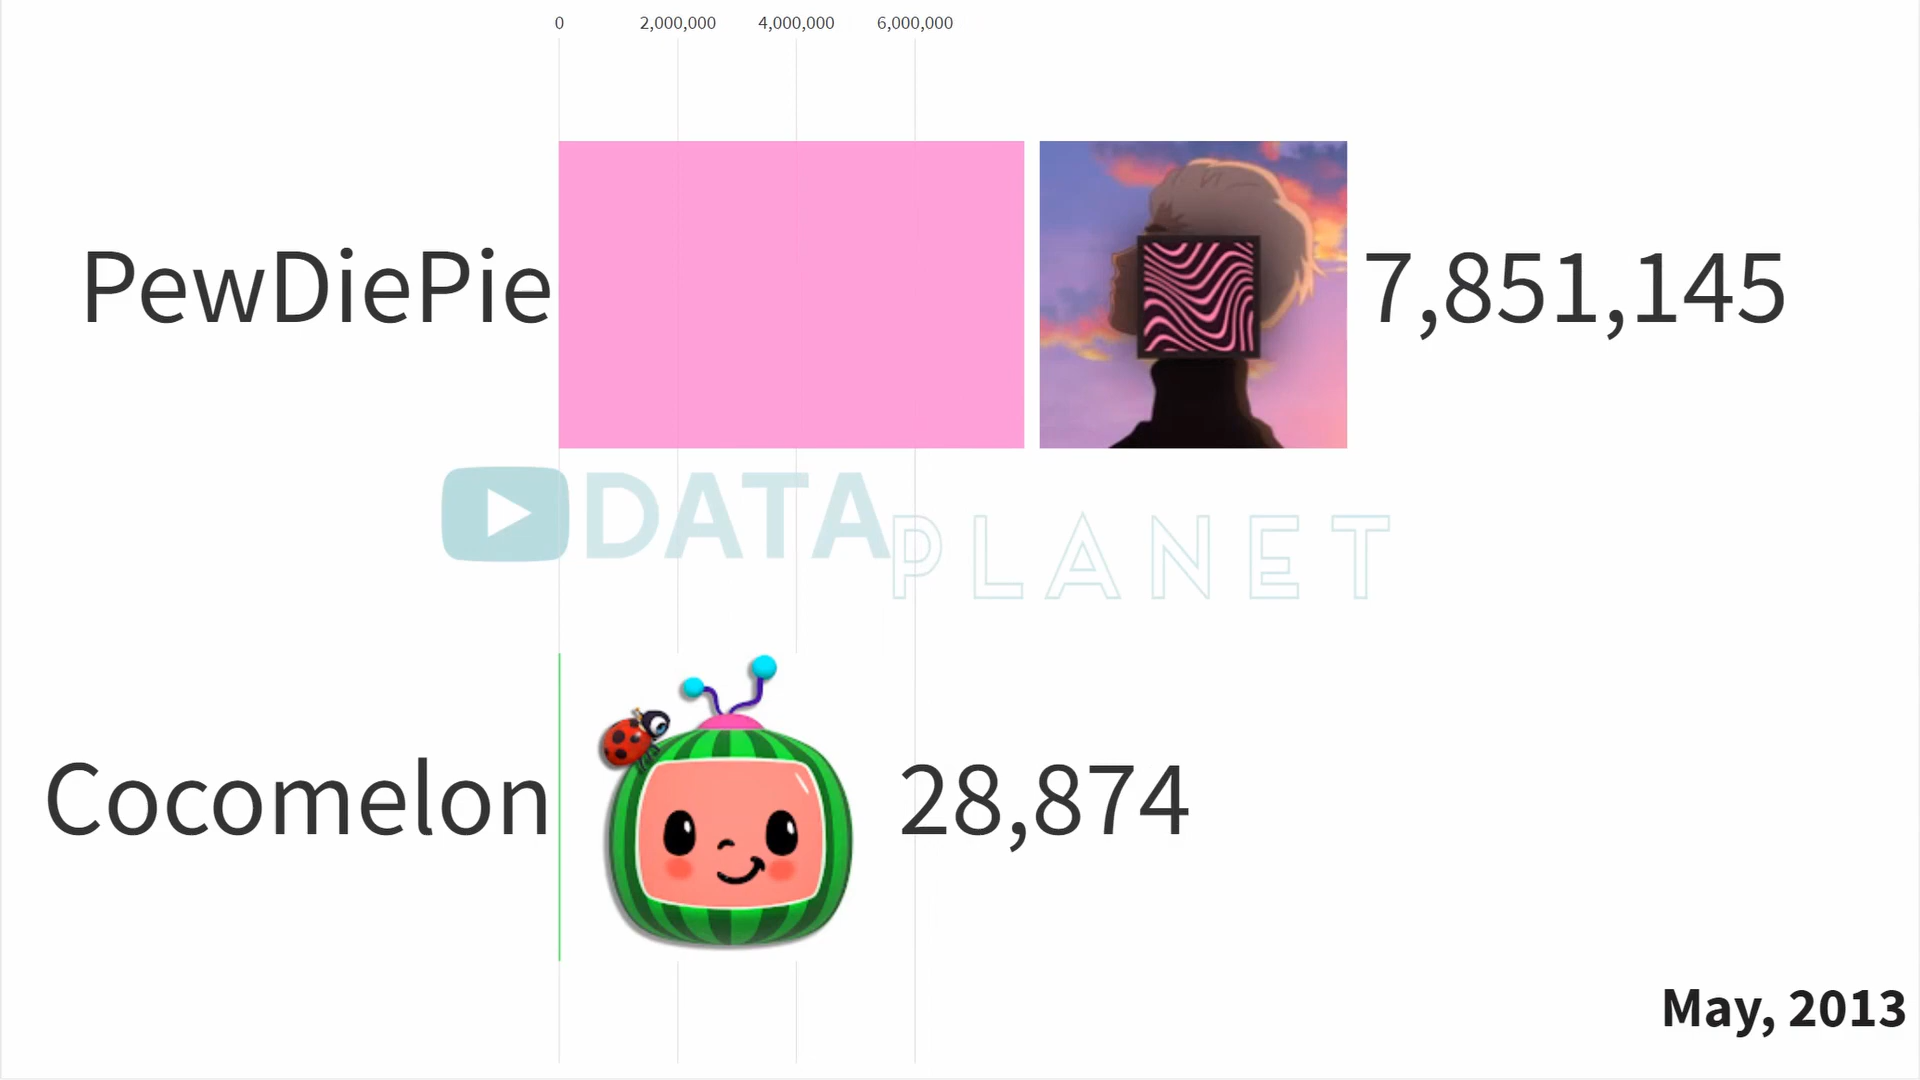 0 2,000,000 4,000,000 6,000,000
PewDiePie 7,851,145
DATA PLANET
Cocomelon 28,874
May, 2013